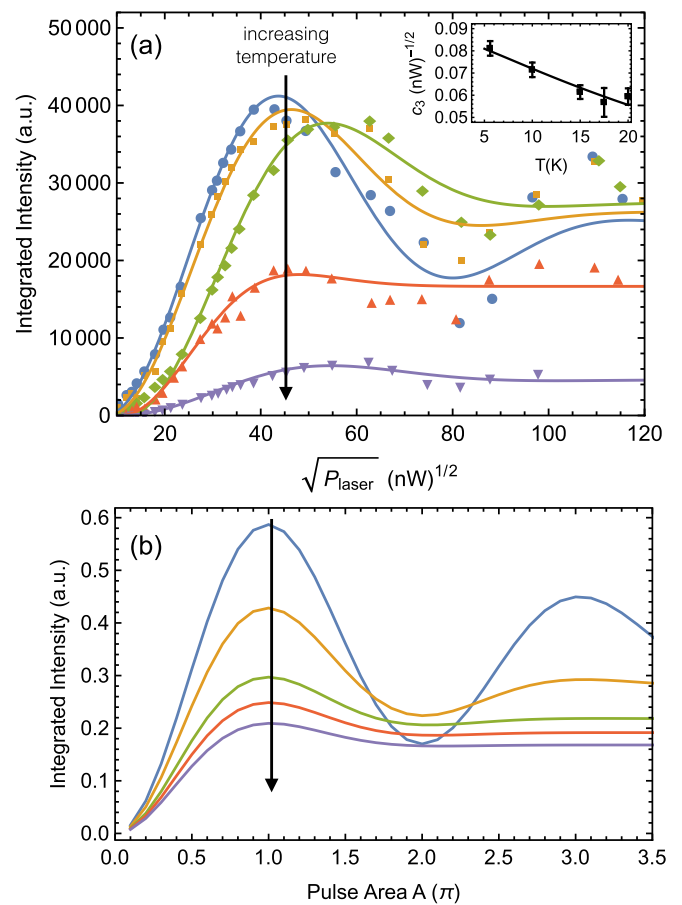 (a)
increasing
temperature
50 000
40 000
30 000
20 000
10 000
0
Integrated Intensity (a.u.)
20 40 60 80 100 120
√P_laser (nW)^1/2
0.09
0.08
0.07
0.06
0.05
c_3 (nW)^−1/2
5 10 15 20
T(K)
(b)
0.6
0.5
0.4
0.3
0.2
0.1
0.0
Integrated Intensity (a.u.)
0.0 0.5 1.0 1.5 2.0 2.5 3.0 3.5
Pulse Area A (π)